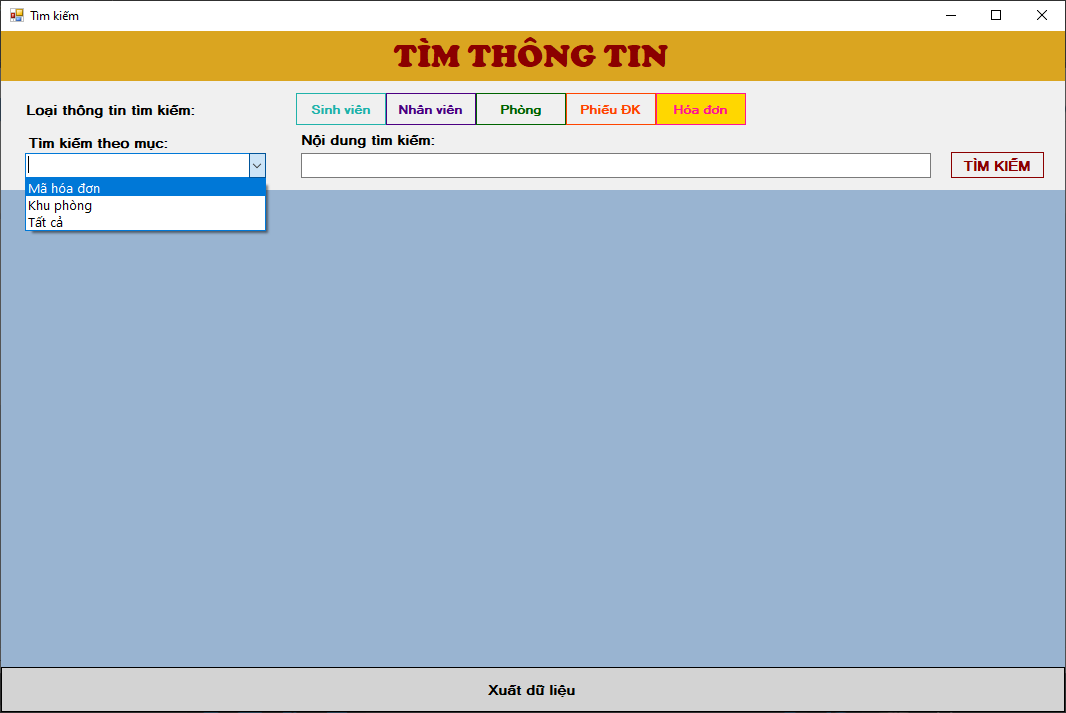 Tìm kiếm
TÌM THÔNG TIN
Loại thông tin tìm kiếm:
Sinh viên
Nhân viên
Phòng
Phiếu ĐK
Hóa đơn
Tìm kiếm theo mục:
Nội dung tìm kiếm:
TÌM KIẾM
Mã hóa đơn
Khu phòng
Tất cả
Xuất dữ liệu